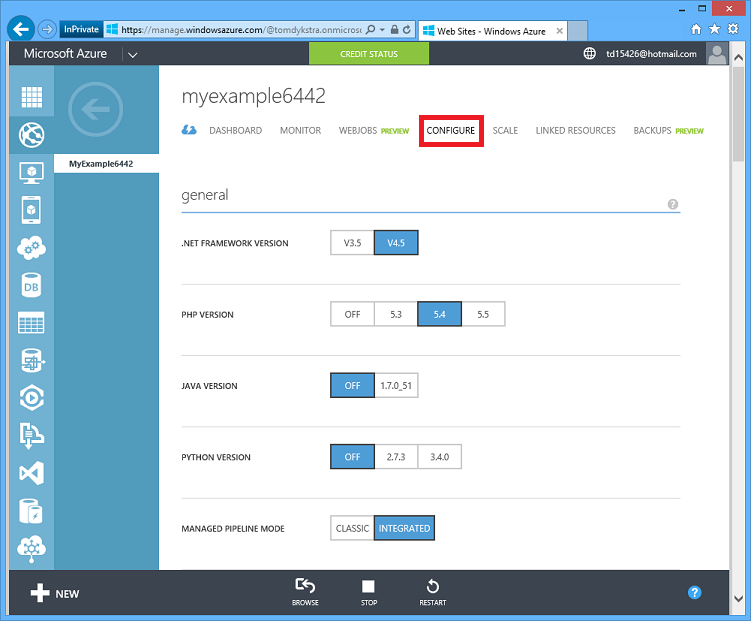 InPrivate https://manage.windowsazure.com/@tomdykstra.onmicrosc Web Sites - Windows Azure
Microsoft Azure CREDIT STATUS td15426@hotmail.com
myexample6442
DASHBOARD MONITOR WEBJOBS PREVIEW CONFIGURE SCALE LINKED RESOURCES BACKUPS PREVIEW
MyExample6442
general ?
.NET FRAMEWORK VERSION V3.5 V4.5
DB
PHP VERSION OFF 5.3 5.4 5.5
JAVA VERSION OFF 1.7.0_51
PYTHON VERSION OFF 2.7.3 3.4.0
MANAGED PIPELINE MODE CLASSIC INTEGRATED
NEW BROWSE STOP RESTART ?